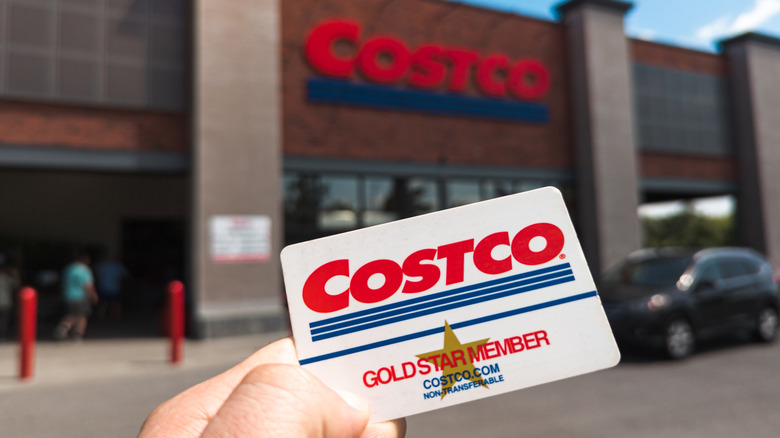 COSTCO
COSTCO®
GOLD STAR MEMBER
COSTCO.COM
NON-TRANSFERABLE